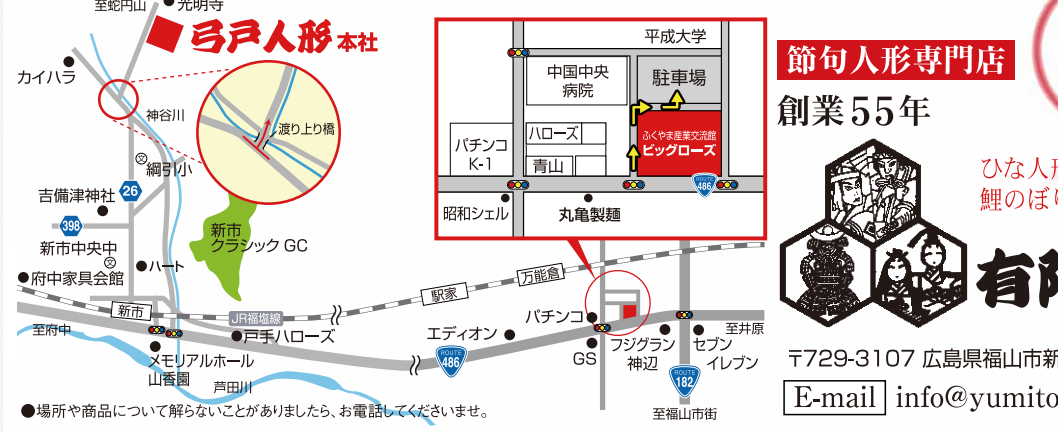 至蛇円山
光明寺
弓戸人形 本社
カイハラ
神谷川
渡り上り橋
文
網引小
吉備津神社
26
398
新市中央中
文
新市
クラシック GC
府中家具会館
ハート
新市
JR福塩線
駅家
万能倉
至府中
戸手ハローズ
メモリアルホール
山香園
芦田川
エディオン
ROUTE
486
パチンコ
GS
フジグラン
神辺
セブン
イレブン
至井原
ROUTE
182
至福山市街
●場所や商品について解らないことがありましたら、お電話してくださいませ。
平成大学
中国中央
病院
駐車場
パチンコ
K-1
ハローズ
青山
ふくやま産業交流館
ビッグローズ
ROUTE
486
昭和シェル
丸亀製麺
節句人形専門店
創業55年
ひな人形
鯉のぼり
有限
〒729-3107 広島県福山市新
E-mail info@yumito